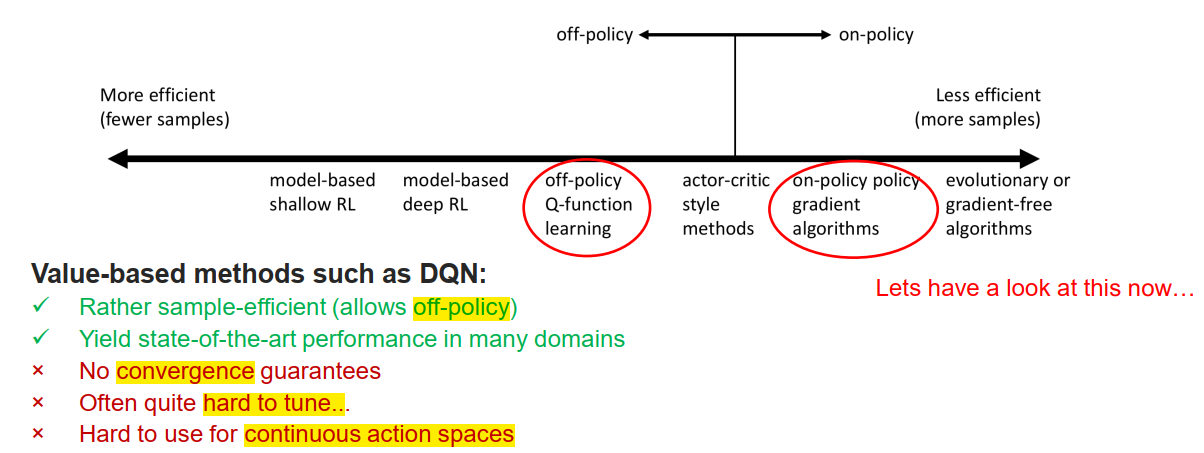 off-policy
on-policy
More efficient
(fewer samples)
Less efficient
(more samples)
model-based
shallow RL
model-based
deep RL
off-policy
Q-function
learning
actor-critic
style
methods
on-policy policy
gradient
algorithms
evolutionary or
gradient-free
algorithms
Value-based methods such as DQN:
✓ Rather sample-efficient (allows off-policy)
✓ Yield state-of-the-art performance in many domains
× No convergence guarantees
× Often quite hard to tune...
× Hard to use for continuous action spaces
Lets have a look at this now…